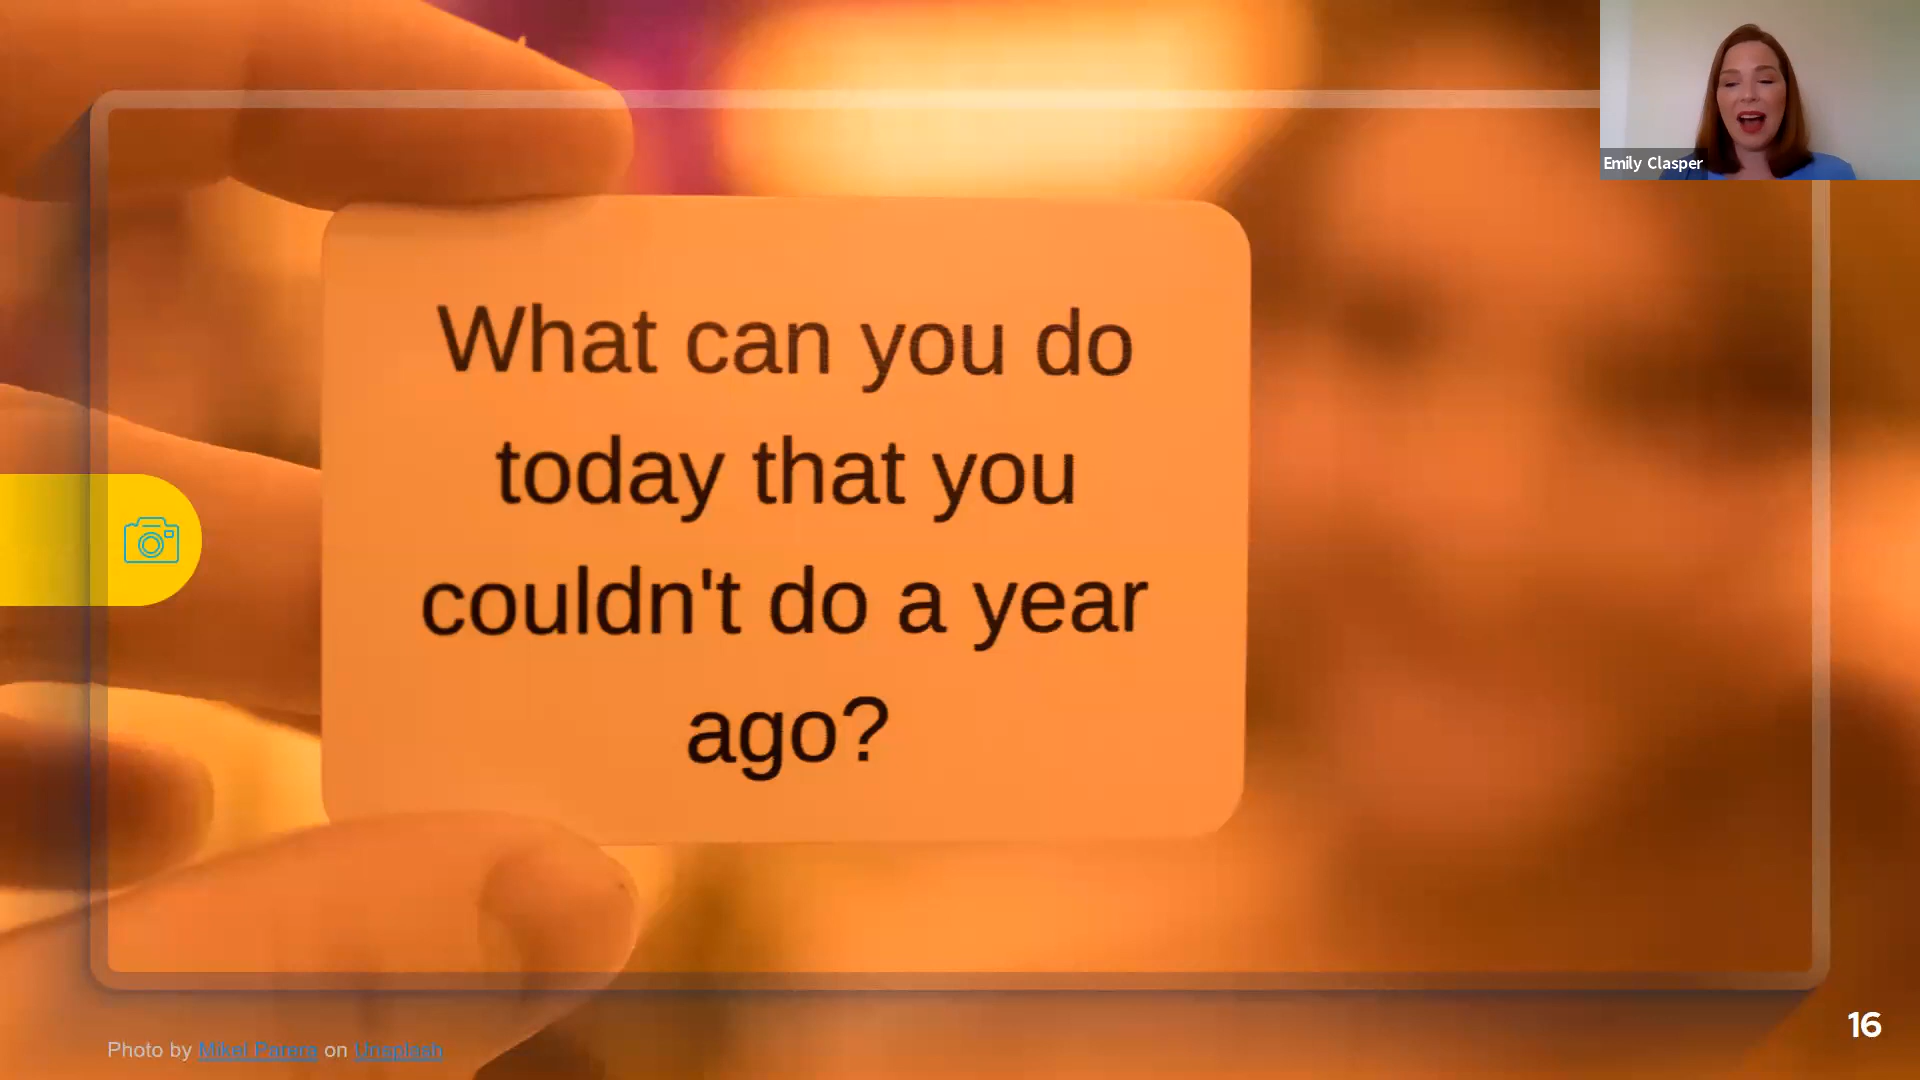 Emily Clasper
What can you do
today that you
couldn't do a year
ago?
16
Photo by Mikel Parera on Unsplash